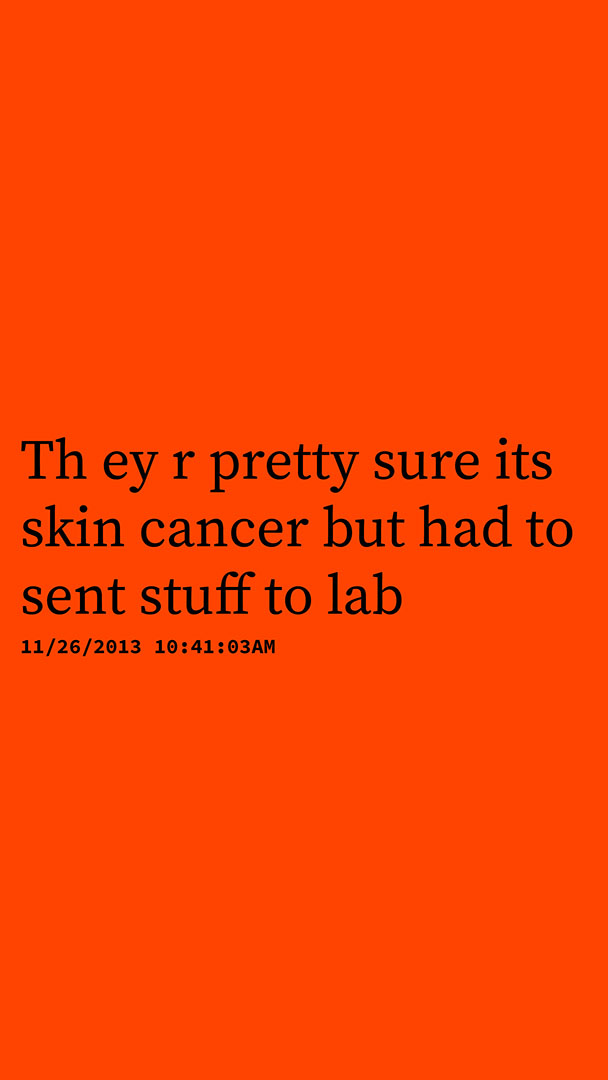 Th ey r pretty sure its
skin cancer but had to
sent stuff to lab
11/26/2013 10:41:03AM